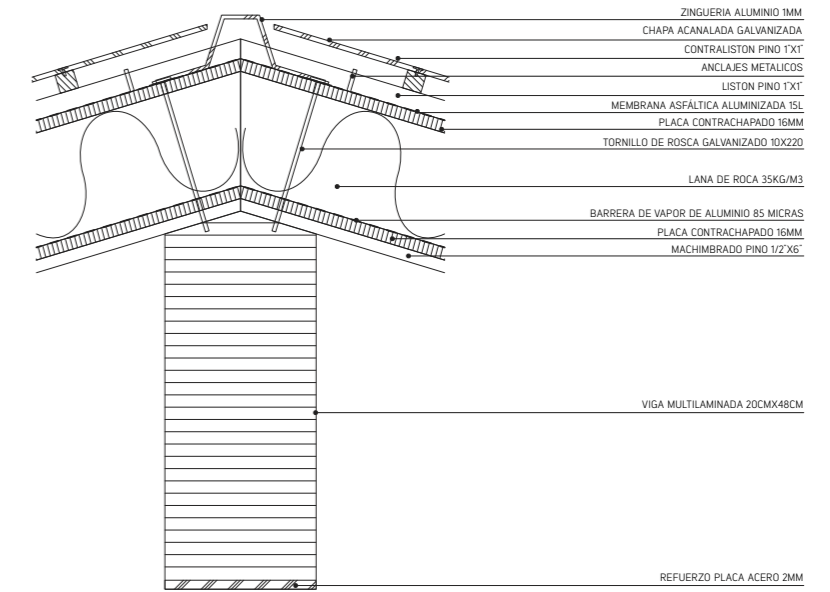 ZINGUERIA ALUMINIO 1MM
CHAPA ACANALADA GALVANIZADA
CONTRALISTON PINO 1¨X1¨
ANCLAJES METALICOS
LISTON PINO 1¨X1¨
MEMBRANA ASFÁLTICA ALUMINIZADA 15L
PLACA CONTRACHAPADO 16MM
TORNILLO DE ROSCA GALVANIZADO 10X220
LANA DE ROCA 35KG/M3
BARRERA DE VAPOR DE ALUMINIO 85 MICRAS
PLACA CONTRACHAPADO 16MM
MACHIMBRADO PINO 1/2¨X6¨
VIGA MULTILAMINADA 20CMX48CM
REFUERZO PLACA ACERO 2MM